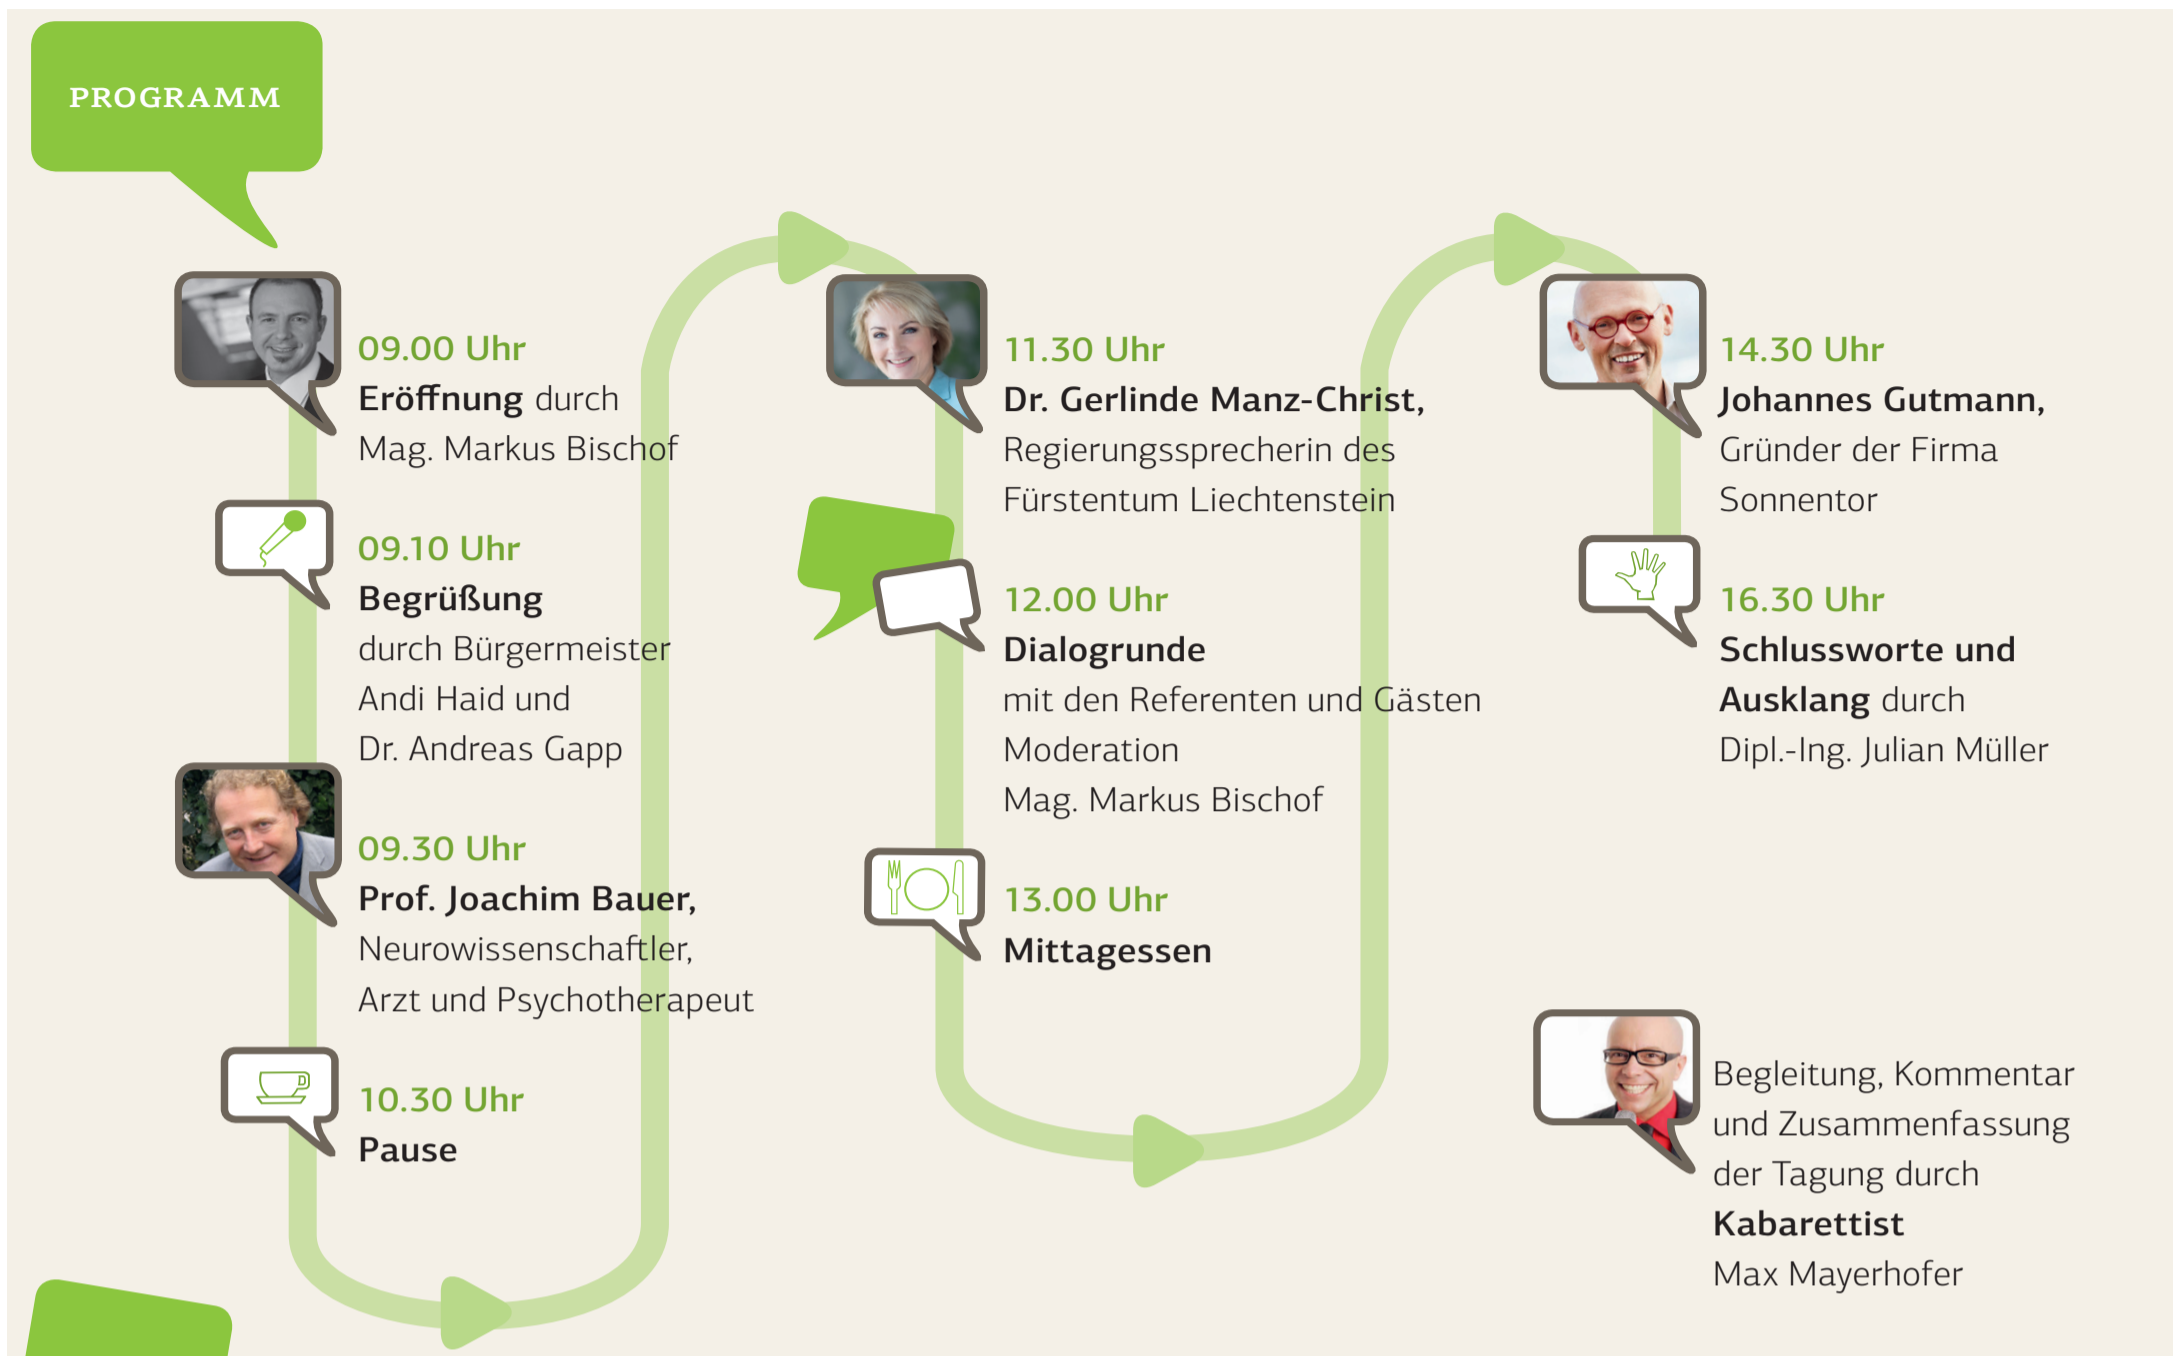 PROGRAMM
09.00 Uhr
Eröffnung durch
Mag. Markus Bischof
09.10 Uhr
Begrüßung
durch Bürgermeister
Andi Haid und
Dr. Andreas Gapp
09.30 Uhr
Prof. Joachim Bauer,
Neurowissenschaftler,
Arzt und Psychotherapeut
10.30 Uhr
Pause
11.30 Uhr
Dr. Gerlinde Manz-Christ,
Regierungssprecherin des
Fürstentum Liechtenstein
12.00 Uhr
Dialogrunde
mit den Referenten und Gästen
Moderation
Mag. Markus Bischof
13.00 Uhr
Mittagessen
14.30 Uhr
Johannes Gutmann,
Gründer der Firma
Sonnentor
16.30 Uhr
Schlussworte und
Ausklang durch
Dipl.-Ing. Julian Müller
Begleitung, Kommentar
und Zusammenfassung
der Tagung durch
Kabarettist
Max Mayerhofer